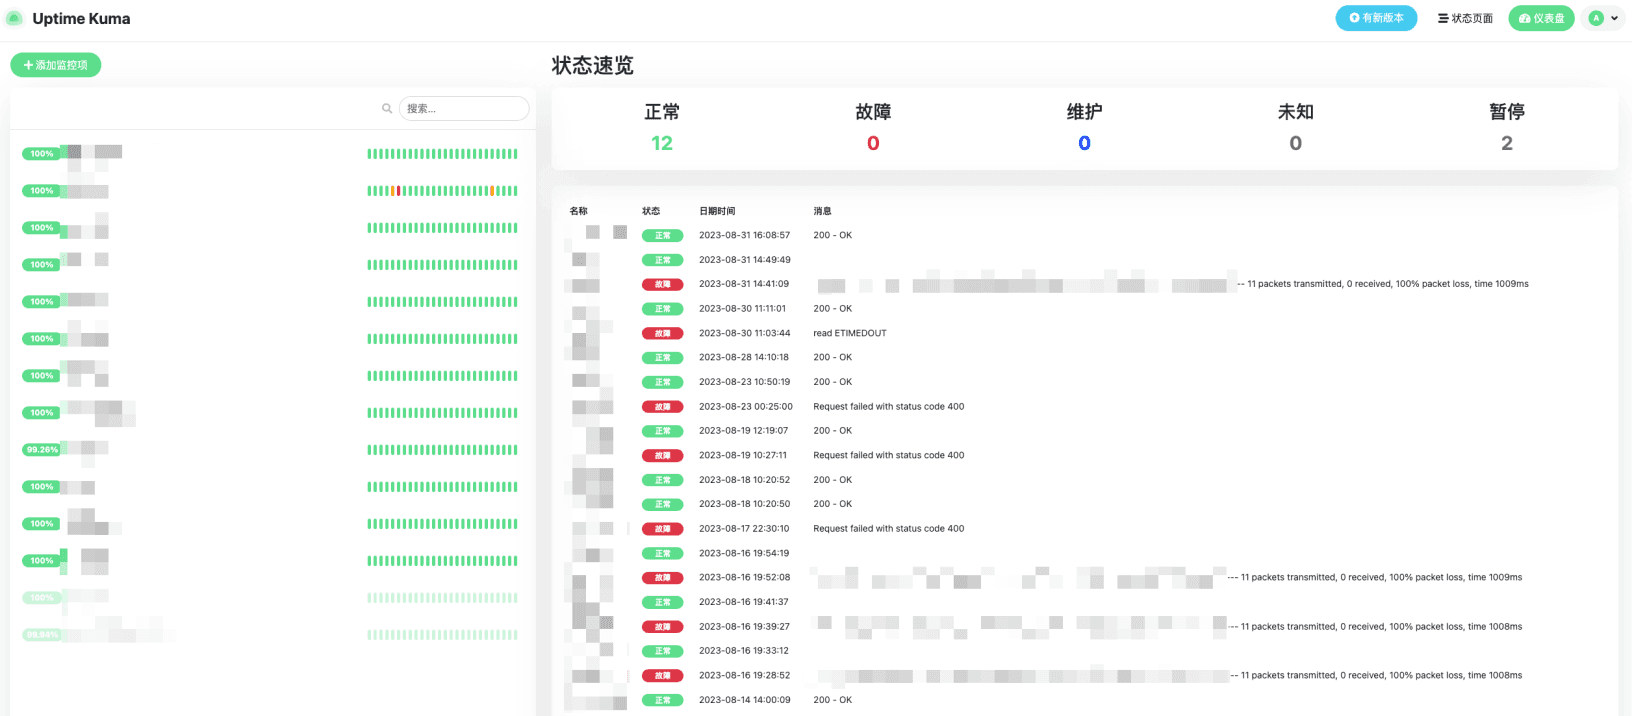 Uptime Kuma
有新版本
状态页面
仪表盘
A
添加监控项
搜索...
100%
100%
100%
100%
100%
100%
100%
100%
99.26%
100%
100%
100%
100%
99.94%
状态速览
正常 故障 维护 未知 暂停
12 0 0 0 2
名称 状态 日期时间 消息
正常 2023-08-31 16:08:57 200 - OK
正常 2023-08-31 14:49:49
故障 2023-08-31 14:41:09 -- 11 packets transmitted, 0 received, 100% packet loss, time 1009ms
正常 2023-08-30 11:11:01 200 - OK
故障 2023-08-30 11:03:44 read ETIMEDOUT
正常 2023-08-28 14:10:18 200 - OK
正常 2023-08-23 10:50:19 200 - OK
故障 2023-08-23 00:25:00 Request failed with status code 400
正常 2023-08-19 12:19:07 200 - OK
故障 2023-08-19 10:27:11 Request failed with status code 400
正常 2023-08-18 10:20:52 200 - OK
正常 2023-08-18 10:20:50 200 - OK
故障 2023-08-17 22:30:10 Request failed with status code 400
正常 2023-08-16 19:54:19
故障 2023-08-16 19:52:08 --- 11 packets transmitted, 0 received, 100% packet loss, time 1009ms
正常 2023-08-16 19:41:37
故障 2023-08-16 19:39:27 -- 11 packets transmitted, 0 received, 100% packet loss, time 1008ms
正常 2023-08-16 19:33:12
故障 2023-08-16 19:28:52 -- 11 packets transmitted, 0 received, 100% packet loss, time 1008ms
正常 2023-08-14 14:00:09 200 - OK